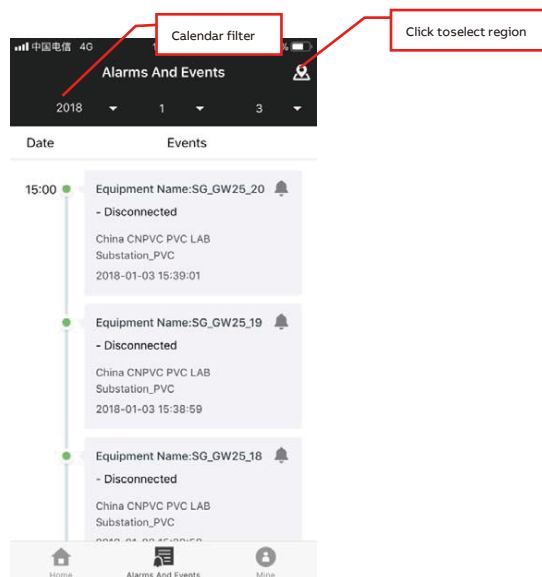 Calendar filter
Click toselect region
中国电信 4G
Alarms And Events
2018 1 3
Date Events
15:00 Equipment Name:SG_GW25_20
- Disconnected
China CNPVC PVC LAB
Substation_PVC
2018-01-03 15:39:01
Equipment Name:SG_GW25_19
- Disconnected
China CNPVC PVC LAB
Substation_PVC
2018-01-03 15:38:59
Equipment Name:SG_GW25_18
- Disconnected
China CNPVC PVC LAB
Substation_PVC
Home Alarms And Events Mine